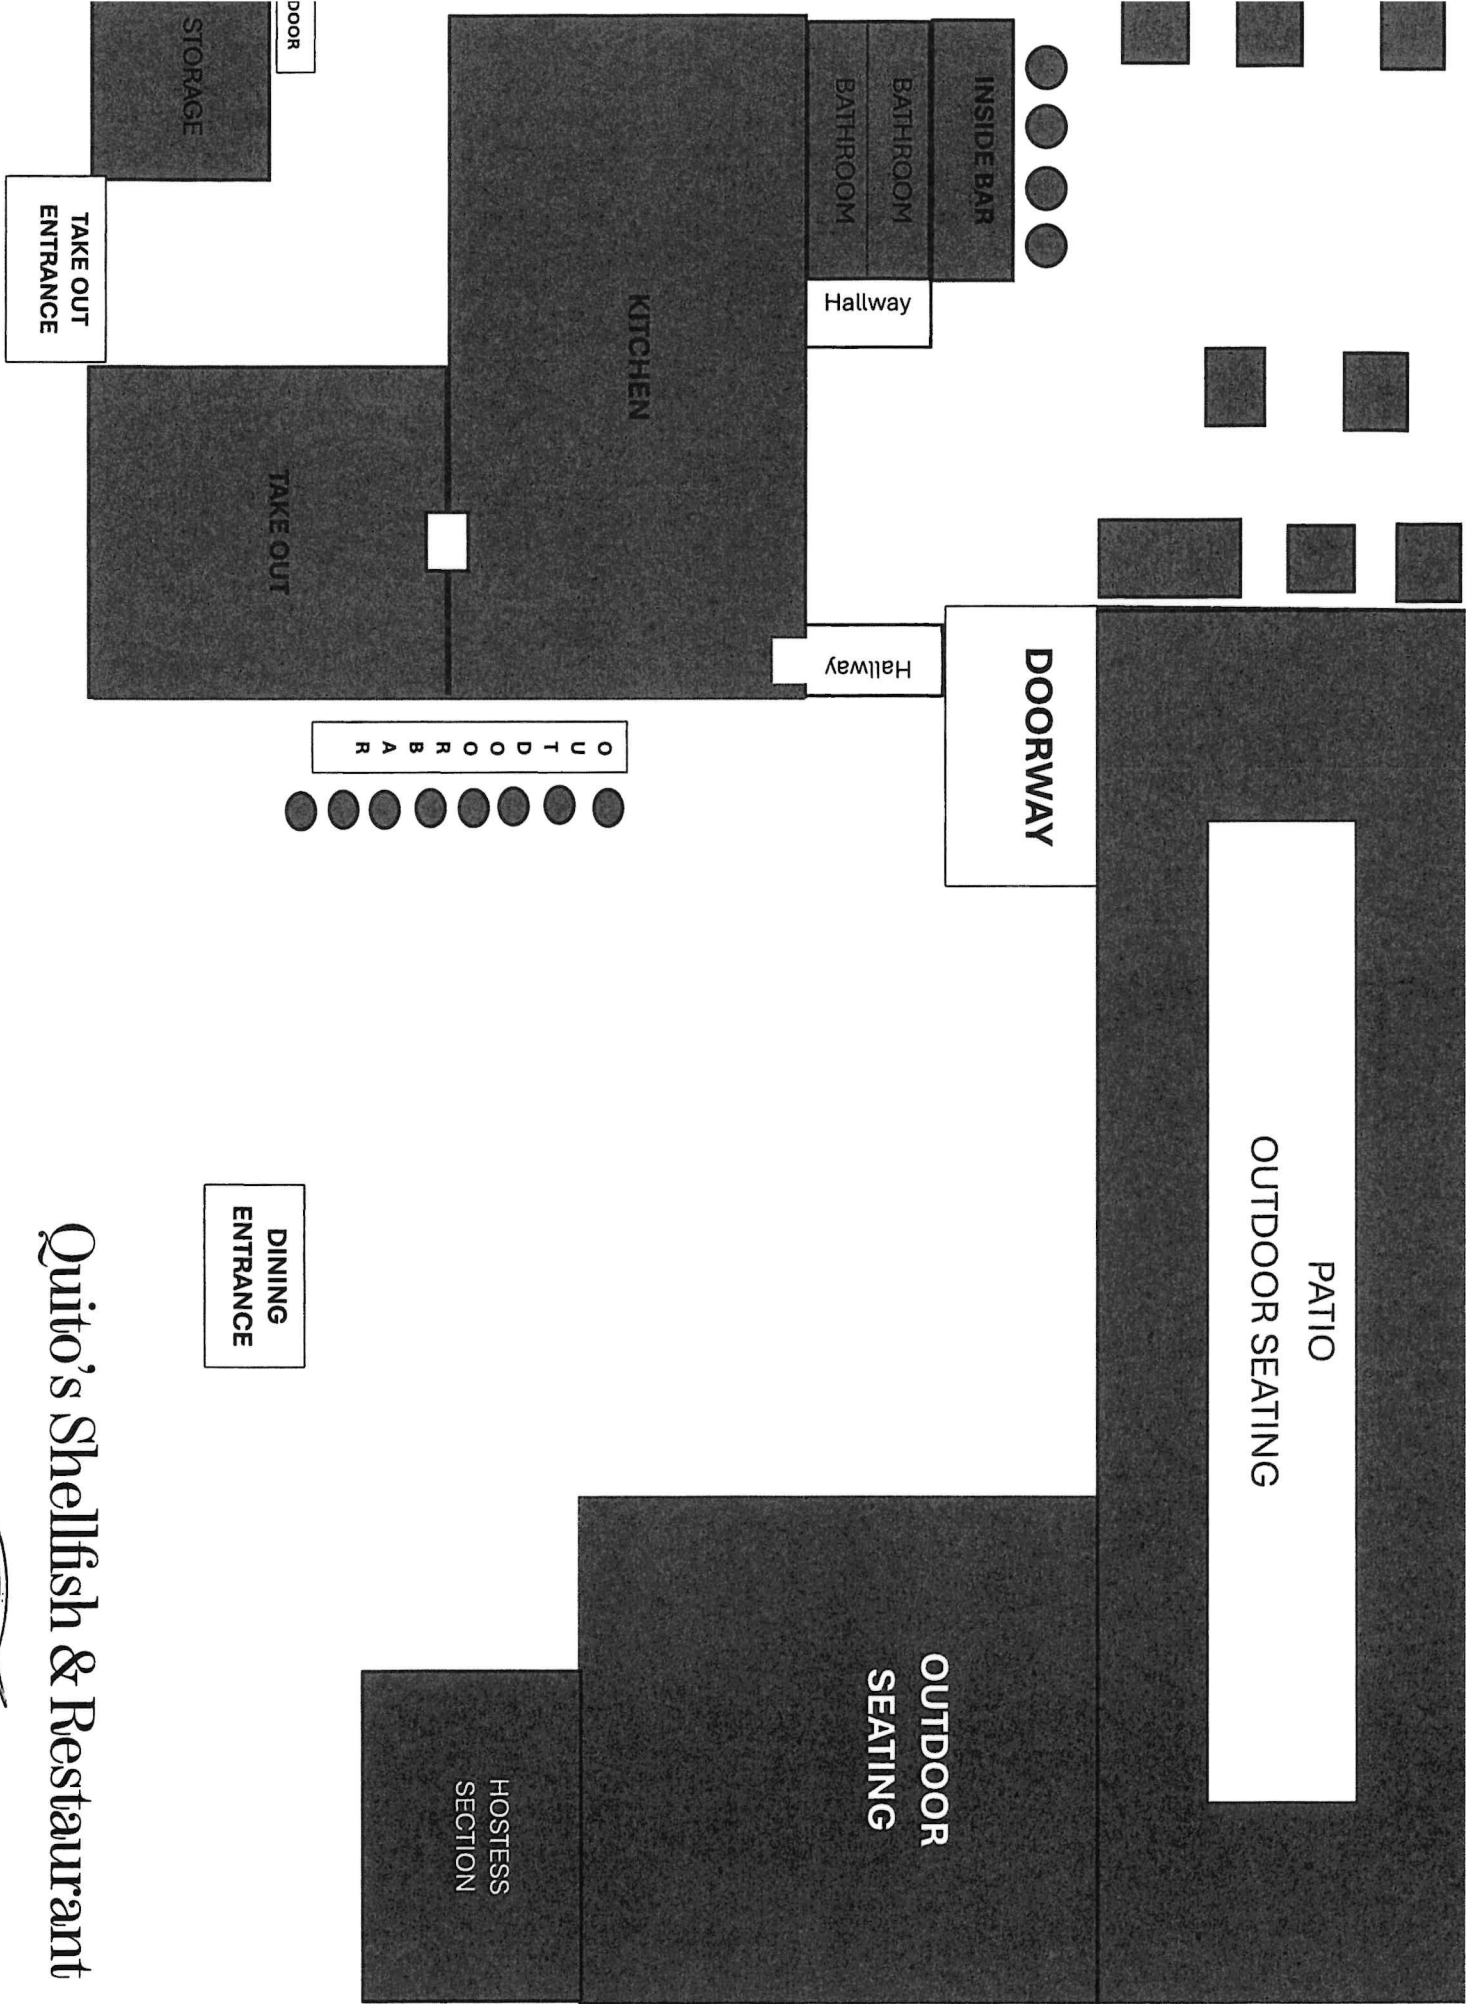 PATIO
OUTDOOR SEATING
INSIDE BAR
BATHROOM
BATHROOM
Hallway
DOORWAY
Hallway
OUTDOOR
SEATING
KITCHEN
OUTDOOR BAR
HOSTESS
SECTION
DOOR
STORAGE
TAKE OUT
TAKE OUT
ENTRANCE
DINING
ENTRANCE
Quito's Shellfish & Restaurant